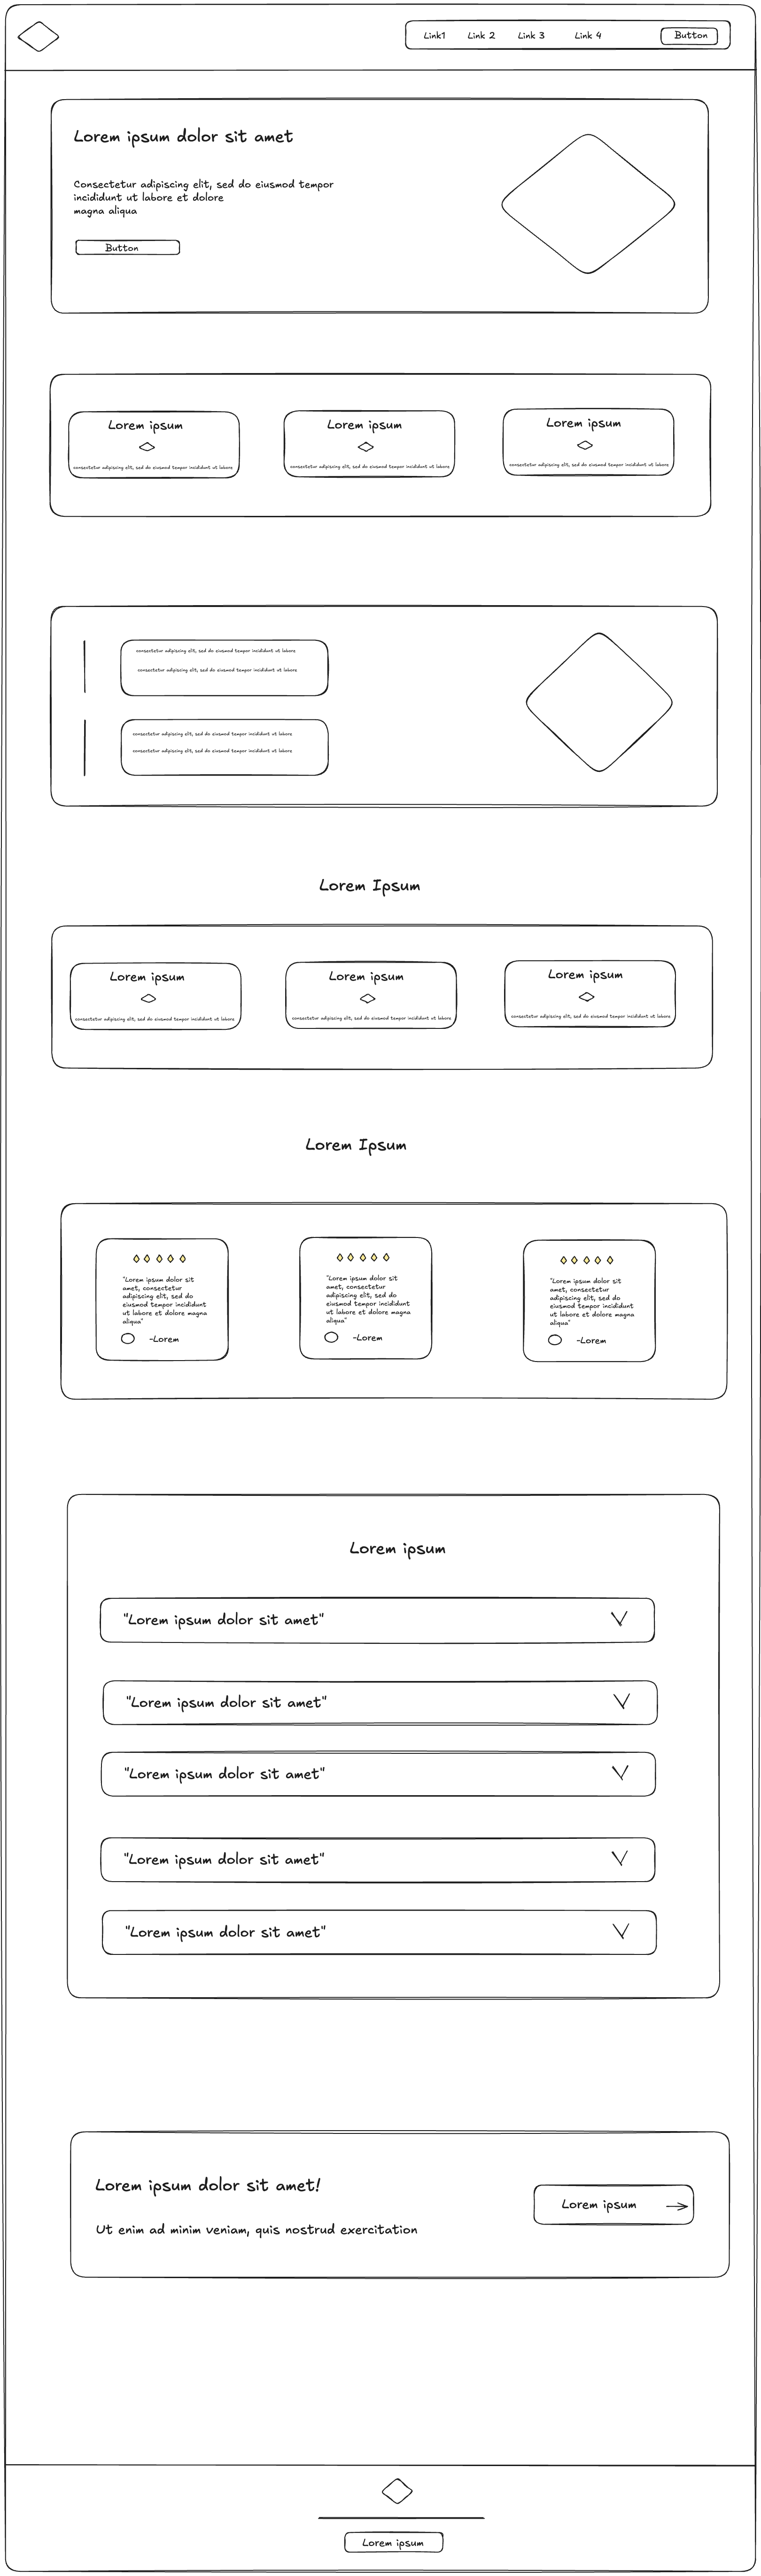 Link1 Link 2 Link 3 Link 4 Button
Lorem ipsum dolor sit amet
Consectetur adipiscing elit, sed do eiusmod tempor
incididunt ut labore et dolore
magna aliqua
Button
Lorem ipsum
consectetur adipiscing elit, sed do eiusmod tempor incididunt ut labore
Lorem ipsum
consectetur adipiscing elit, sed do eiusmod tempor incididunt ut labore
Lorem ipsum
consectetur adipiscing elit, sed do eiusmod tempor incididunt ut labore
consectetur adipiscing elit, sed do eiusmod tempor incididunt ut labore
consectetur adipiscing elit, sed do eiusmod tempor incididunt ut labore
consectetur adipiscing elit, sed do eiusmod tempor incididunt ut labore
consectetur adipiscing elit, sed do eiusmod tempor incididunt ut labore
Lorem Ipsum
Lorem ipsum
consectetur adipiscing elit, sed do eiusmod tempor incididunt ut labore
Lorem ipsum
consectetur adipiscing elit, sed do eiusmod tempor incididunt ut labore
Lorem ipsum
consectetur adipiscing elit, sed do eiusmod tempor incididunt ut labore
Lorem Ipsum
"Lorem ipsum dolor sit
amet, consectetur
adipiscing elit, sed do
eiusmod tempor incididunt
ut labore et dolore magna
aliqua"
~Lorem
"Lorem ipsum dolor sit
amet, consectetur
adipiscing elit, sed do
eiusmod tempor incididunt
ut labore et dolore magna
aliqua"
~Lorem
"Lorem ipsum dolor sit
amet, consectetur
adipiscing elit, sed do
eiusmod tempor incididunt
ut labore et dolore magna
aliqua"
~Lorem
Lorem ipsum
"Lorem ipsum dolor sit amet"
"Lorem ipsum dolor sit amet"
"Lorem ipsum dolor sit amet"
"Lorem ipsum dolor sit amet"
"Lorem ipsum dolor sit amet"
Lorem ipsum dolor sit amet!
Ut enim ad minim veniam, quis nostrud exercitation
Lorem ipsum
Lorem ipsum